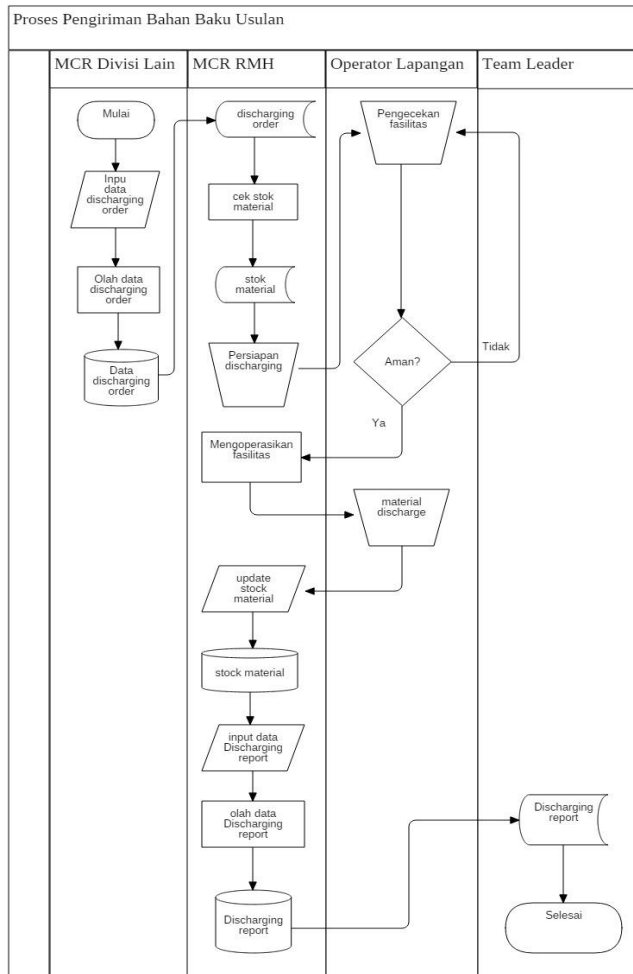 Proses Pengiriman Bahan Baku Usulan
MCR Divisi Lain
MCR RMH
Operator Lapangan
Team Leader
Mulai
Inpu
data
discharging
order
Olah data
discharging
order
Data
discharging
order
discharging
order
cek stok
material
stok
material
Persiapan
discharging
Pengecekan
fasilitas
Aman?
Tidak
Ya
Mengoperasikan
fasilitas
material
discharge
update
stock
material
stock material
input data
Discharging
report
olah data
Discharging
report
Discharging
report
Discharging
report
Selesai